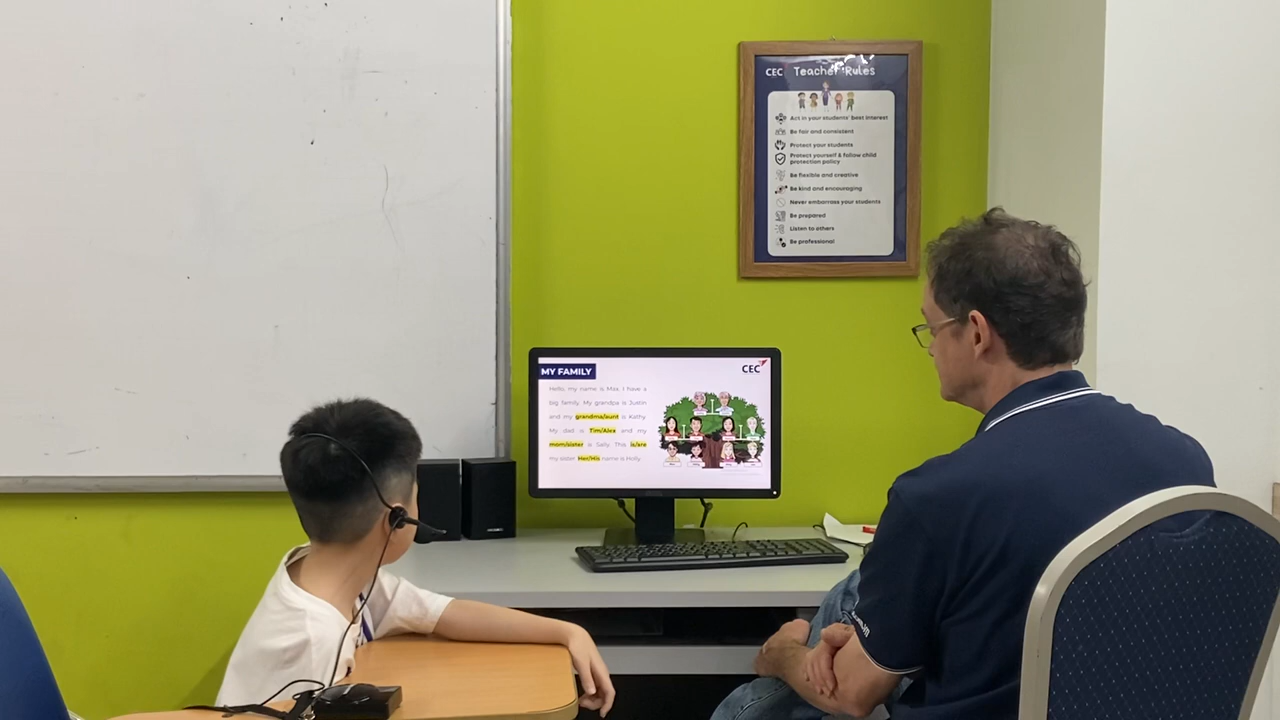 CEC Teacher Rules
Act in your students' best interest
Be fair and consistent
Protect your students
Protect yourself & follow child
protection policy
Be flexible and creative
Be kind and encouraging
Never embarrass your students
Be prepared
Listen to others
Be professional
MY FAMILY
CEC
Hello, my name is Max. I have a
big family. My grandpa is Justin
and my grandma/aunt is Kathy.
My dad is Tim/Alex and my
mom/sister is Sally. This is/are
my sister. Her/His name is Holly.